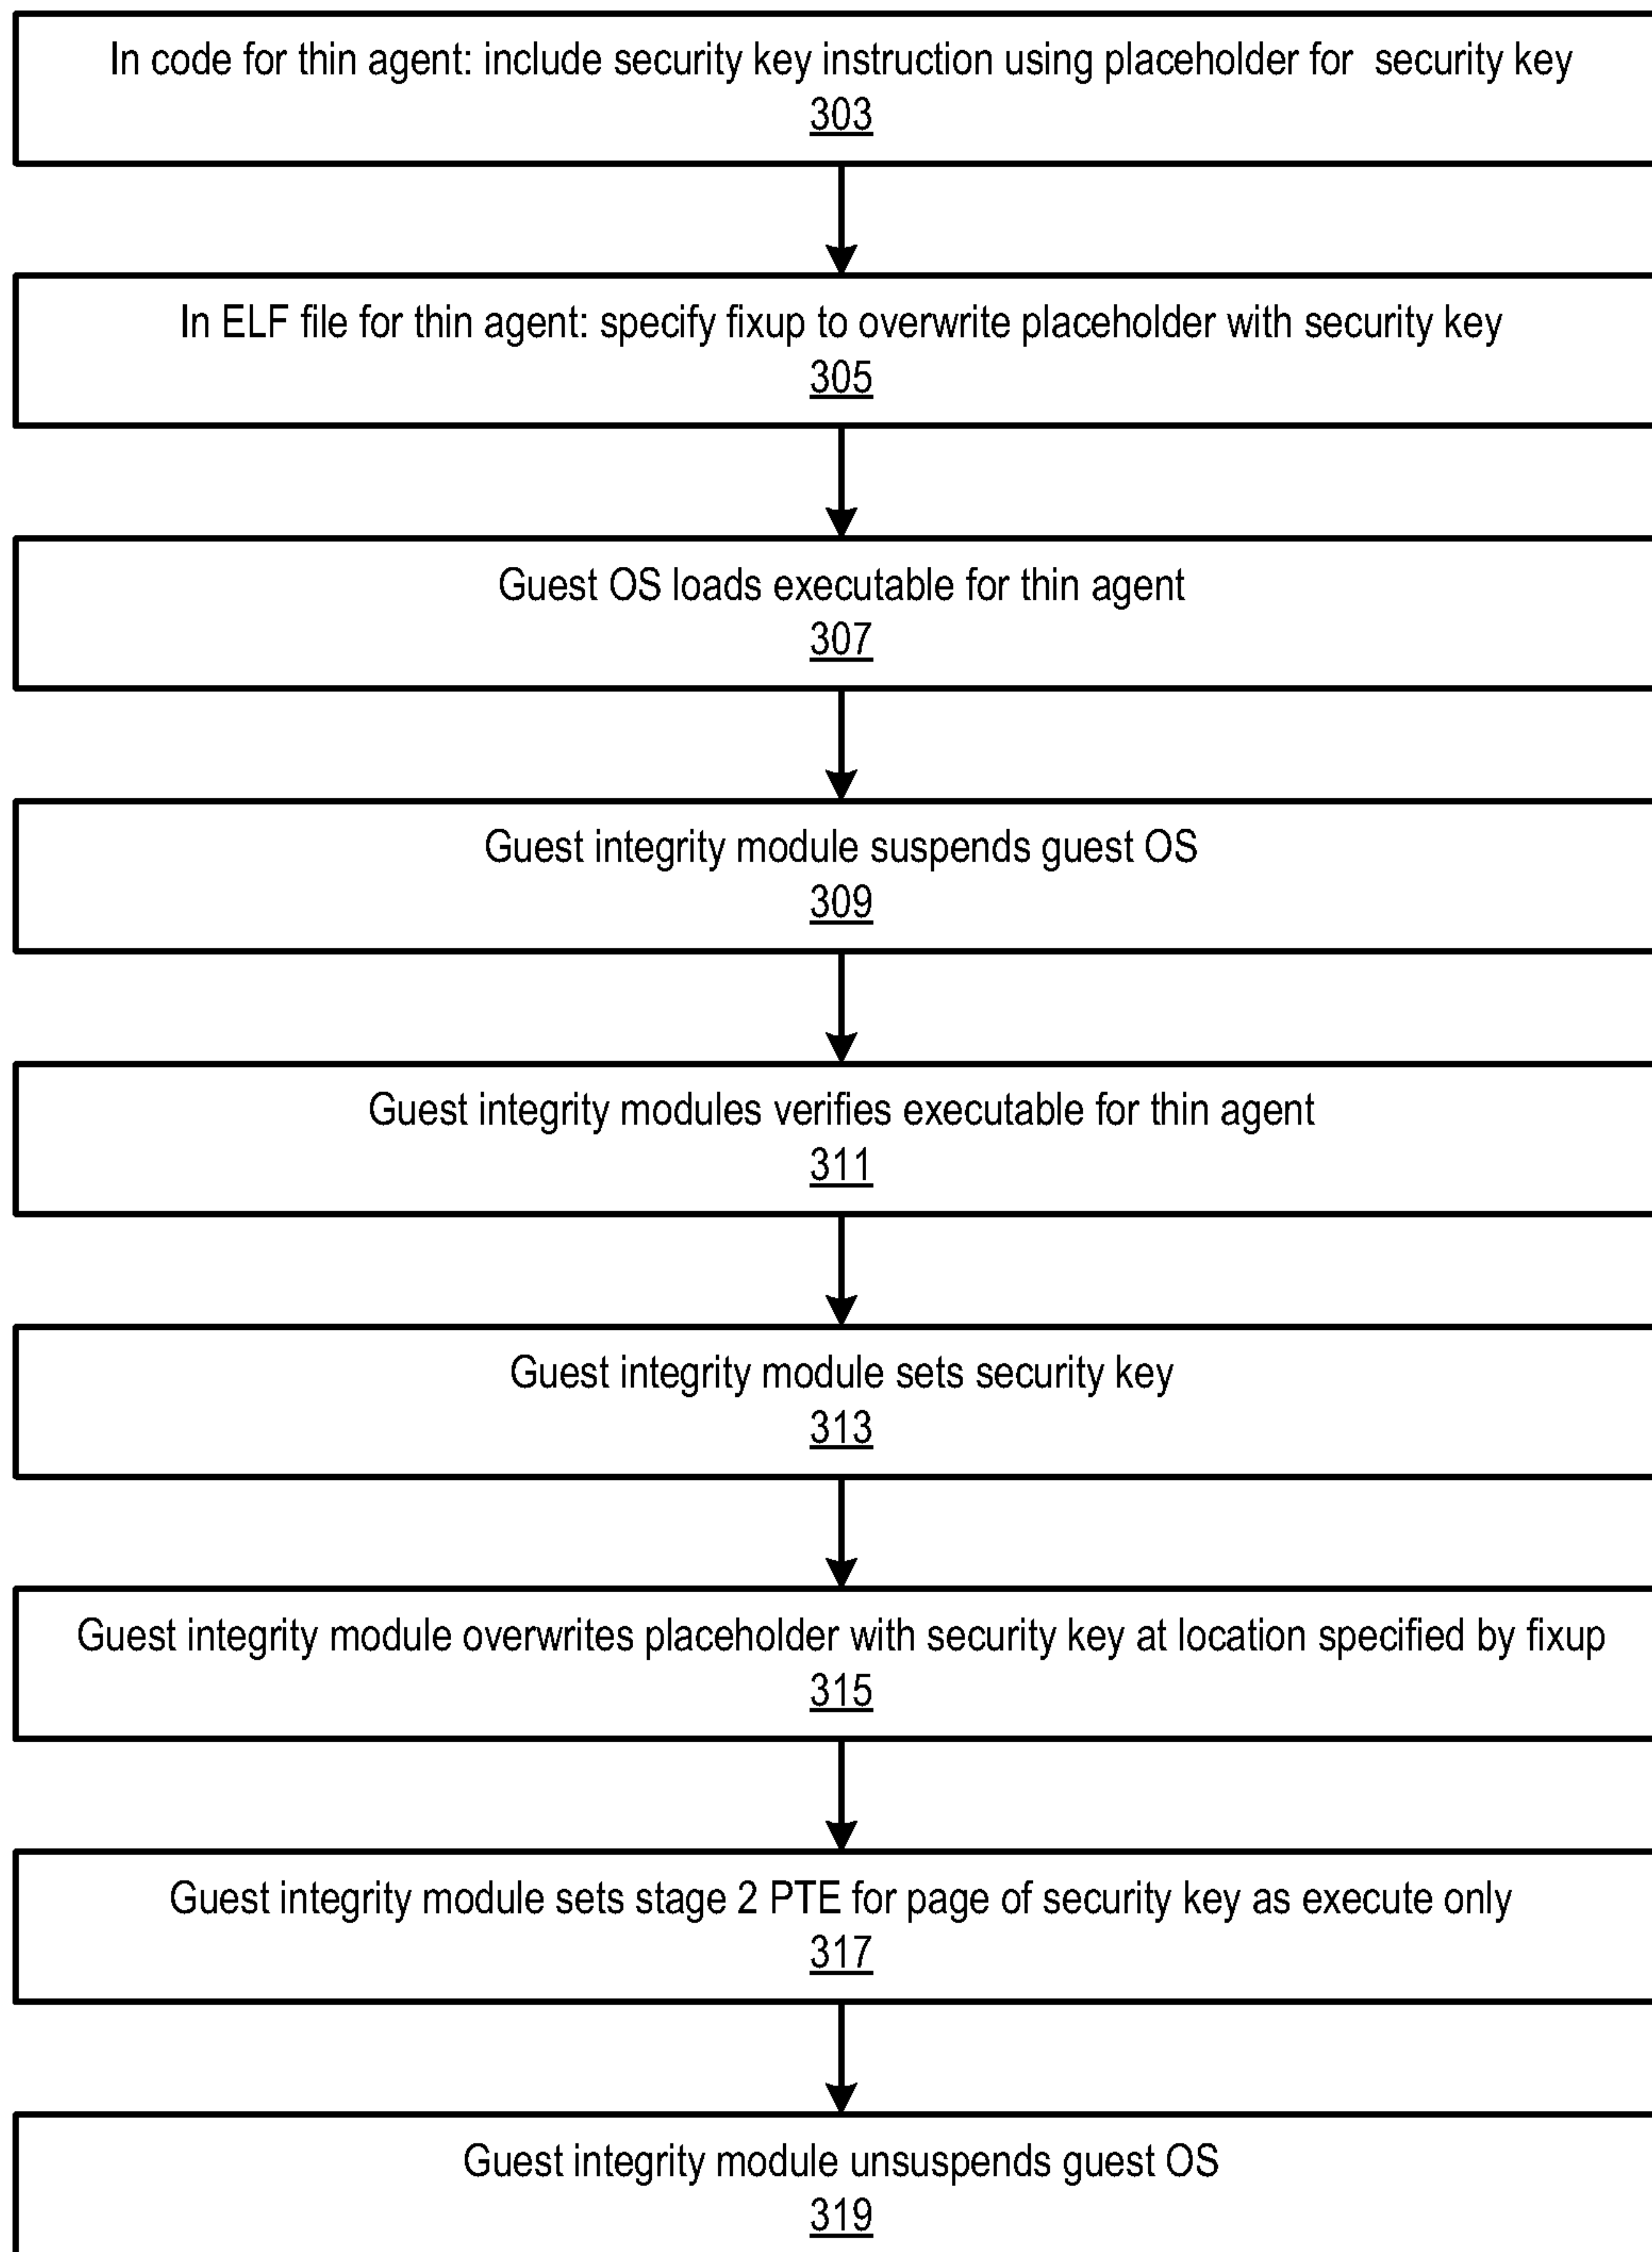 In code for thin agent: include security key instruction using placeholder for security key
303
In ELF file for thin agent: specify fixup to overwrite placeholder with security key
305
Guest OS loads executable for thin agent
307
Guest integrity module suspends guest OS
309
Guest integrity modules verifies executable for thin agent
311
Guest integrity module sets security key
313
Guest integrity module overwrites placeholder with security key at location specified by fixup
315
Guest integrity module sets stage 2 PTE for page of security key as execute only
317
Guest integrity module unsuspends guest OS
319